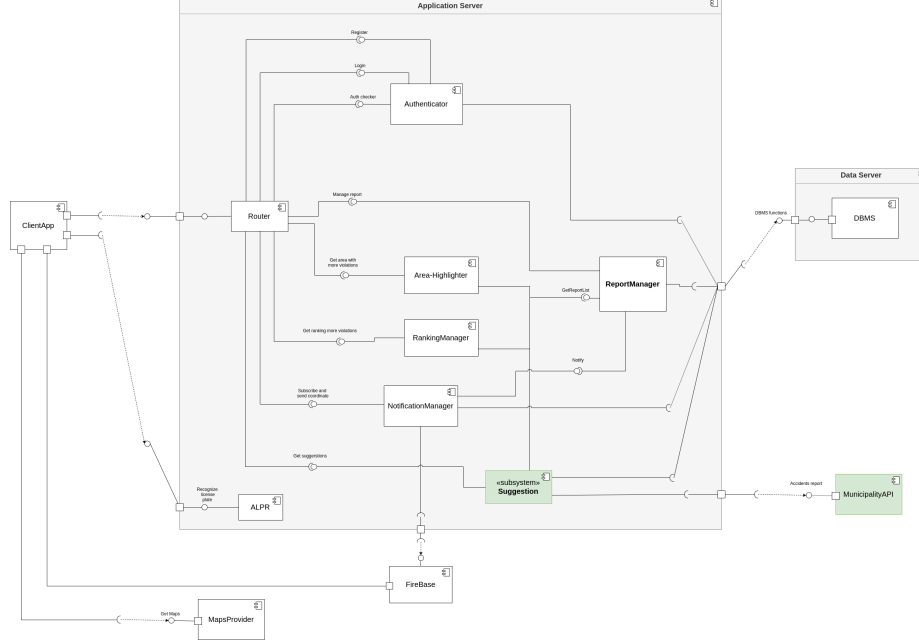 Application Server
Register
Login
Auth checker
Authenticator
Data Server
Manage report
Router
DBMS functions
DBMS
ClientApp
Get area with
more violations
Area-Highlighter
ReportManager
GetReportList
Get ranking more violations
RankingManager
Notify
Subscribe and
send coordinate
NotificationManager
Get suggestions
«subsystem»
Suggestion
Accidents report
MunicipalityAPI
Recognize
license
plate
ALPR
FireBase
Get Maps
MapsProvider